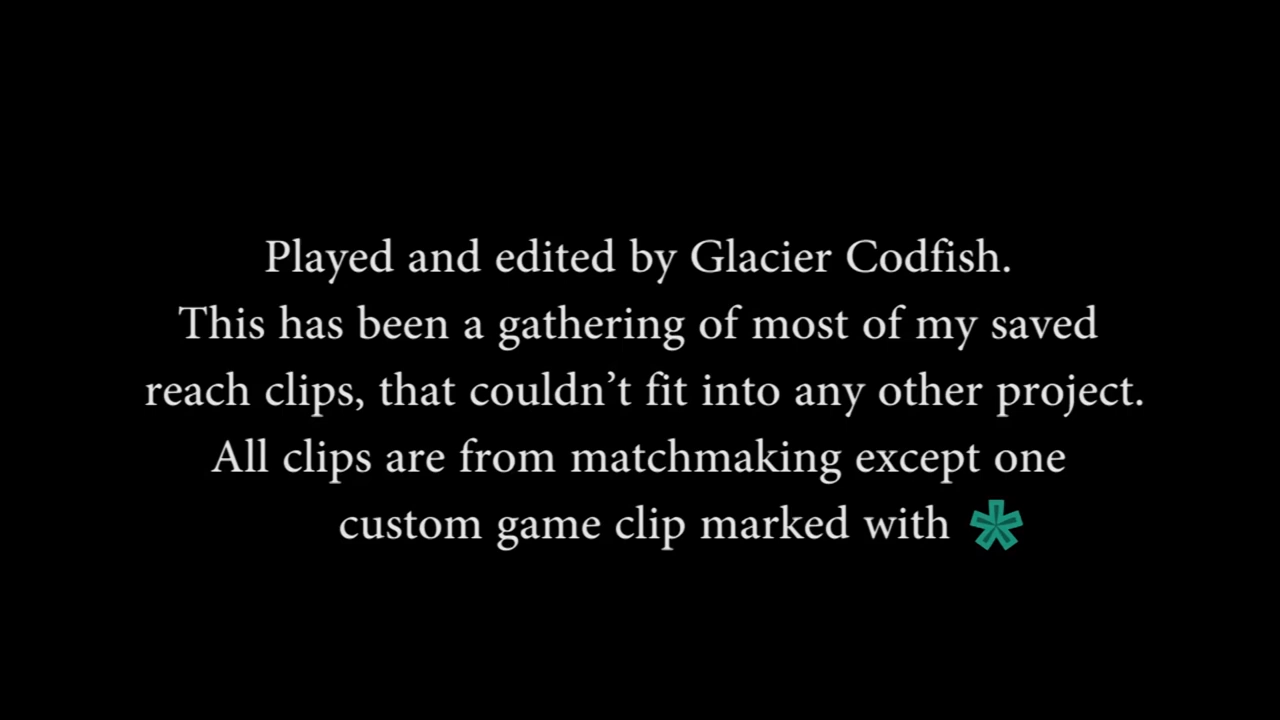 Played and edited by Glacier Codfish.
This has been a gathering of most of my saved
reach clips, that couldn’t fit into any other project.
All clips are from matchmaking except one
custom game clip marked with *